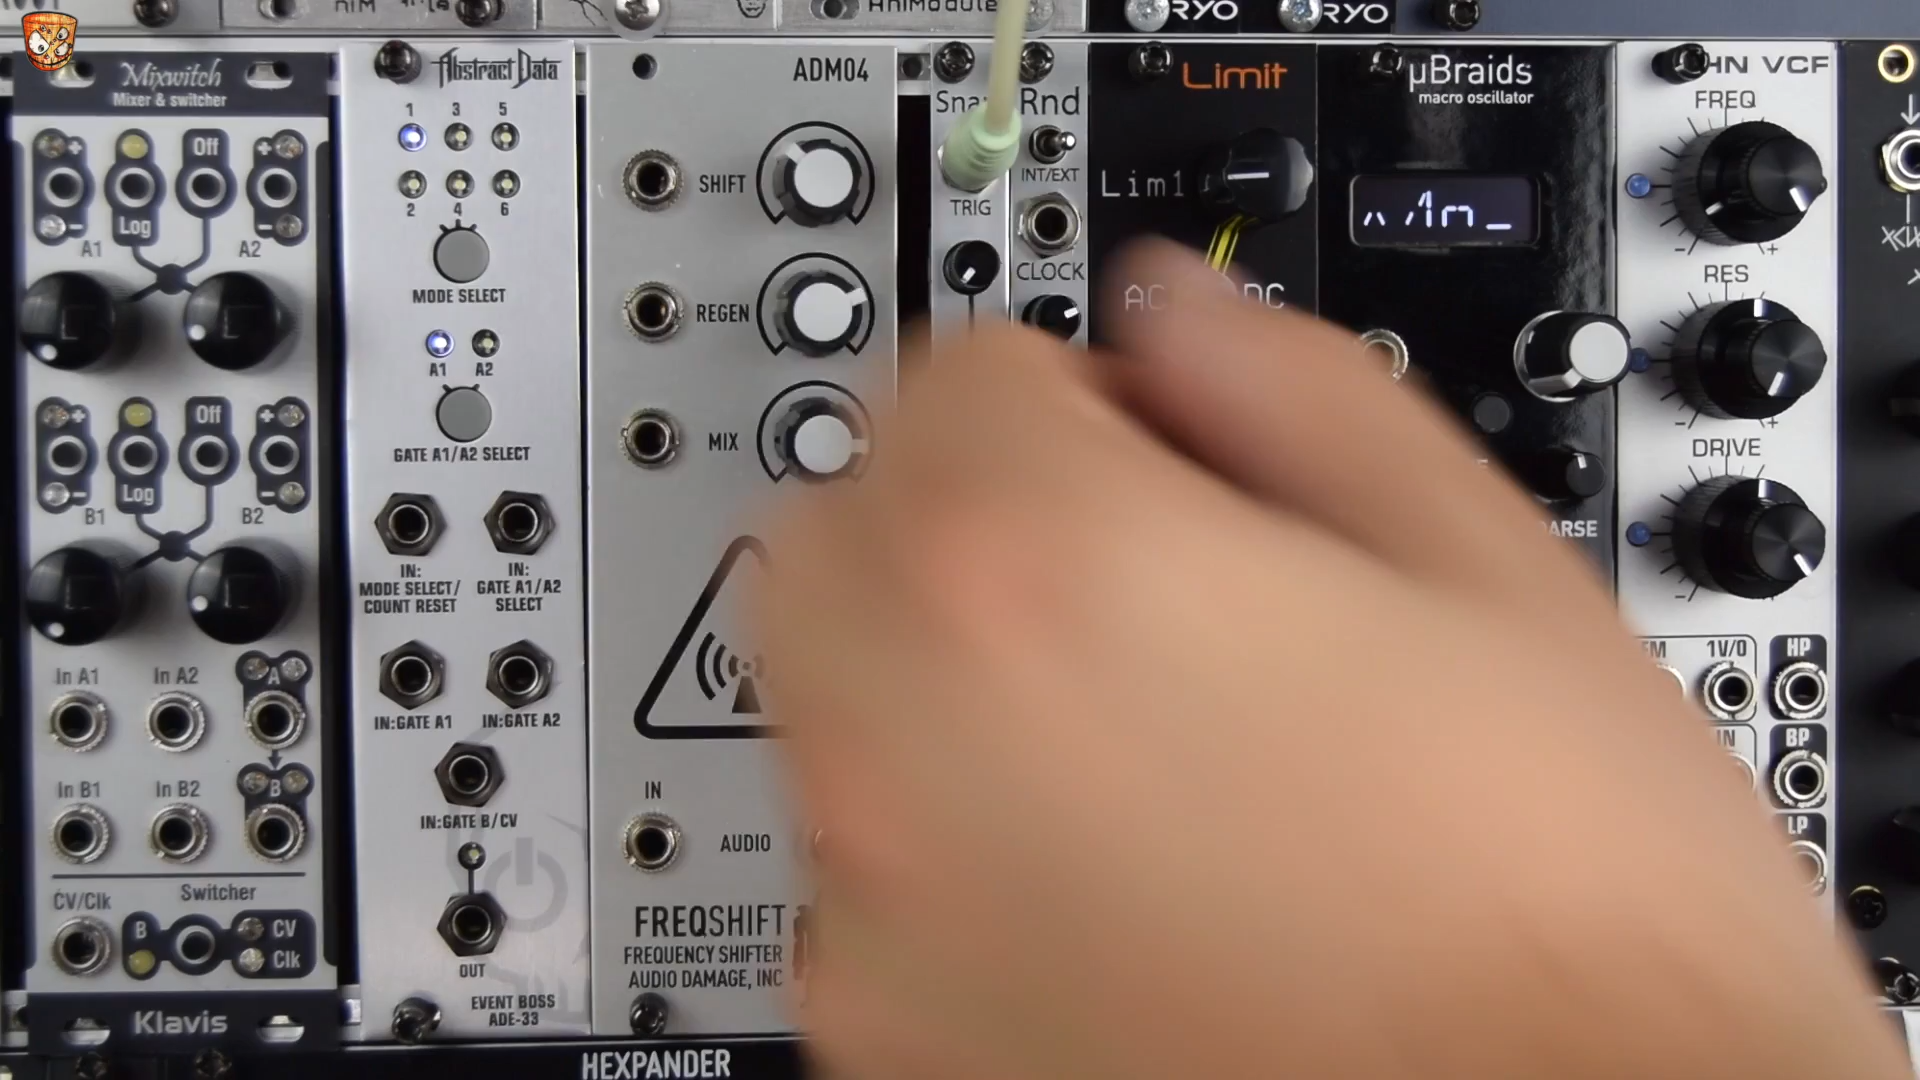 RYO
RYO
Mixwitch
Mixer & switcher
+
Off
+
-
Log
-
A1
A2
+
Off
+
-
Log
-
B1
B2
In A1
In A2
A
In B1
In B2
B
CV/Clk
Switcher
B
CV
Clk
Klavis
Abstract Data
1 3 5
2 4 6
MODE SELECT
A1 A2
GATE A1/A2 SELECT
IN:
MODE SELECT/
COUNT RESET
IN:
GATE A1/A2
SELECT
IN:GATE A1
IN:GATE A2
IN:GATE B/CV
OUT
EVENT BOSS
ADE-33
ADM04
SHIFT
REGEN
MIX
IN
AUDIO
FREQSHIFT
FREQUENCY SHIFTER
AUDIO DAMAGE, INC
HEXPANDER
TRIG
Rnd
INT/EXT
CLOCK
Limit
Lim1
AC
DC
µBraids
macro oscillator
VCF
FREQ
- +
RES
- +
DRIVE
- +
1V/O
HP
BP
LP